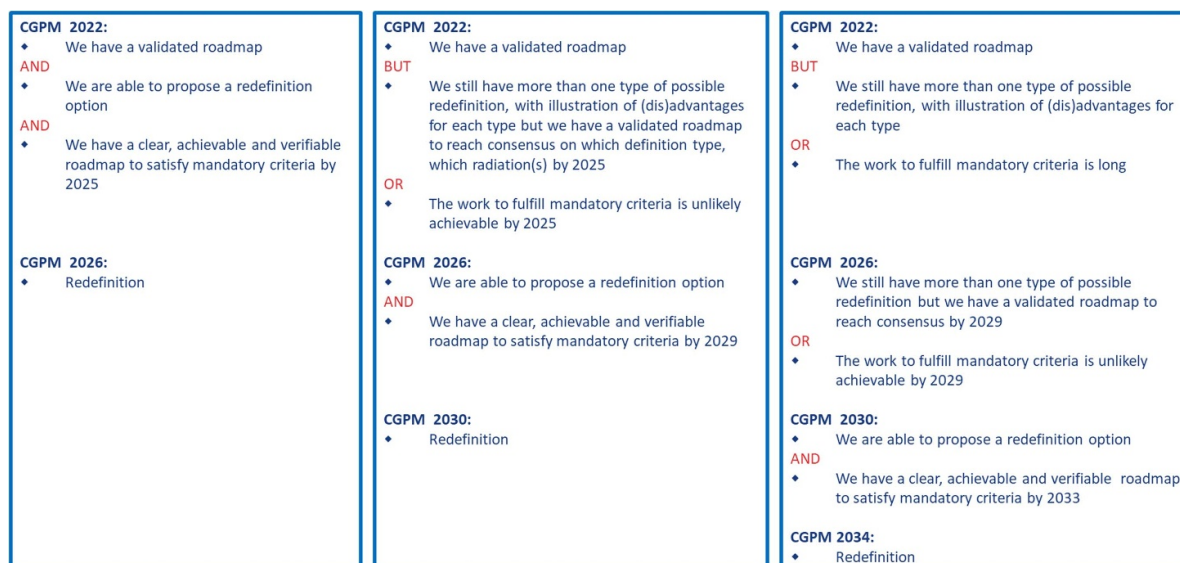 CGPM 2022:
◆ We have a validated roadmap
AND
◆ We are able to propose a redefinition
option
AND
◆ We have a clear, achievable and verifiable
roadmap to satisfy mandatory criteria by
2025
CGPM 2026:
◆ Redefinition
CGPM 2022:
◆ We have a validated roadmap
BUT
◆ We still have more than one type of possible
redefinition, with illustration of (dis)advantages
for each type but we have a validated roadmap
to reach consensus on which definition type,
which radiation(s) by 2025
OR
◆ The work to fulfill mandatory criteria is unlikely
achievable by 2025
CGPM 2026:
◆ We are able to propose a redefinition option
AND
◆ We have a clear, achievable and verifiable
roadmap to satisfy mandatory criteria by 2029
CGPM 2030:
◆ Redefinition
CGPM 2022:
◆ We have a validated roadmap
BUT
◆ We still have more than one type of possible
redefinition, with illustration of (dis)advantages for
each type
OR
◆ The work to fulfill mandatory criteria is long
CGPM 2026:
◆ We still have more than one type of possible
redefinition but we have a validated roadmap to
reach consensus by 2029
OR
◆ The work to fulfill mandatory criteria is unlikely
achievable by 2029
CGPM 2030:
◆ We are able to propose a redefinition option
AND
◆ We have a clear, achievable and verifiable roadmap
to satisfy mandatory criteria by 2033
CGPM 2034:
◆ Redefinition